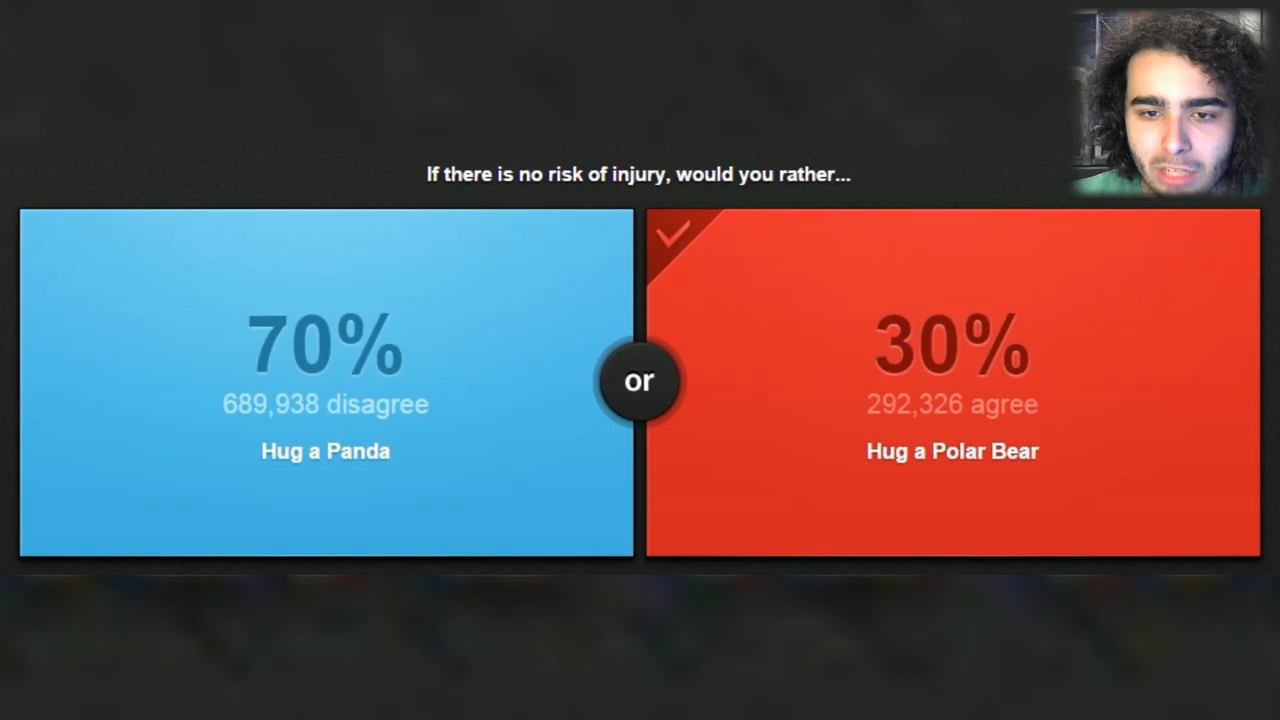 If there is no risk of injury, would you rather...
70%
689,938 disagree
Hug a Panda
or
30%
292,326 agree
Hug a Polar Bear